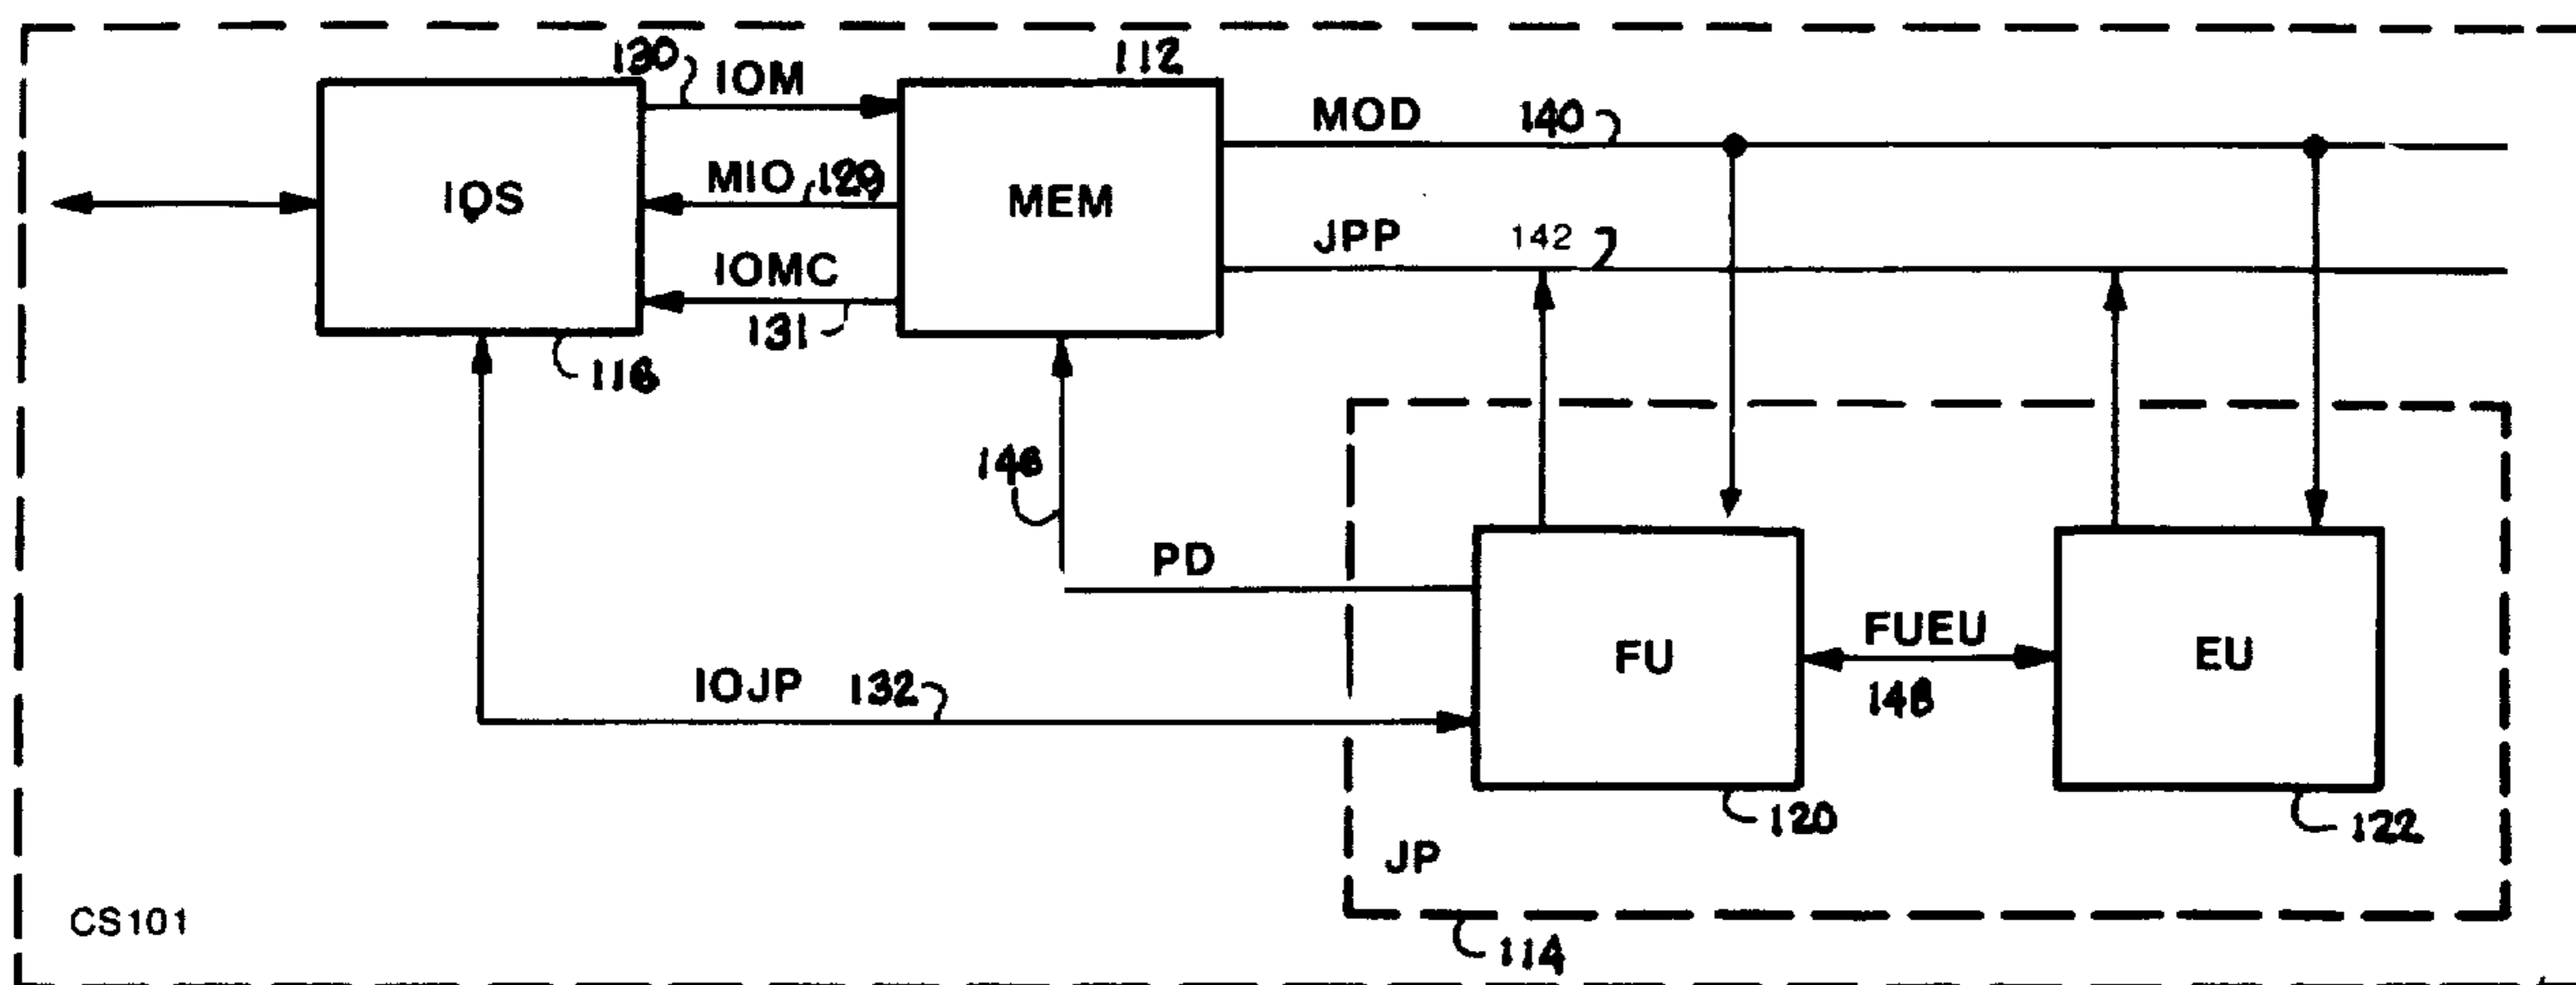 130 IOM
112
MOD 140
IOS
MIO 129
MEM
JPP 142
IOMC
131
116
146
PD
FU
FUEU
EU
148
IOJP 132
120
122
JP
CS101
114